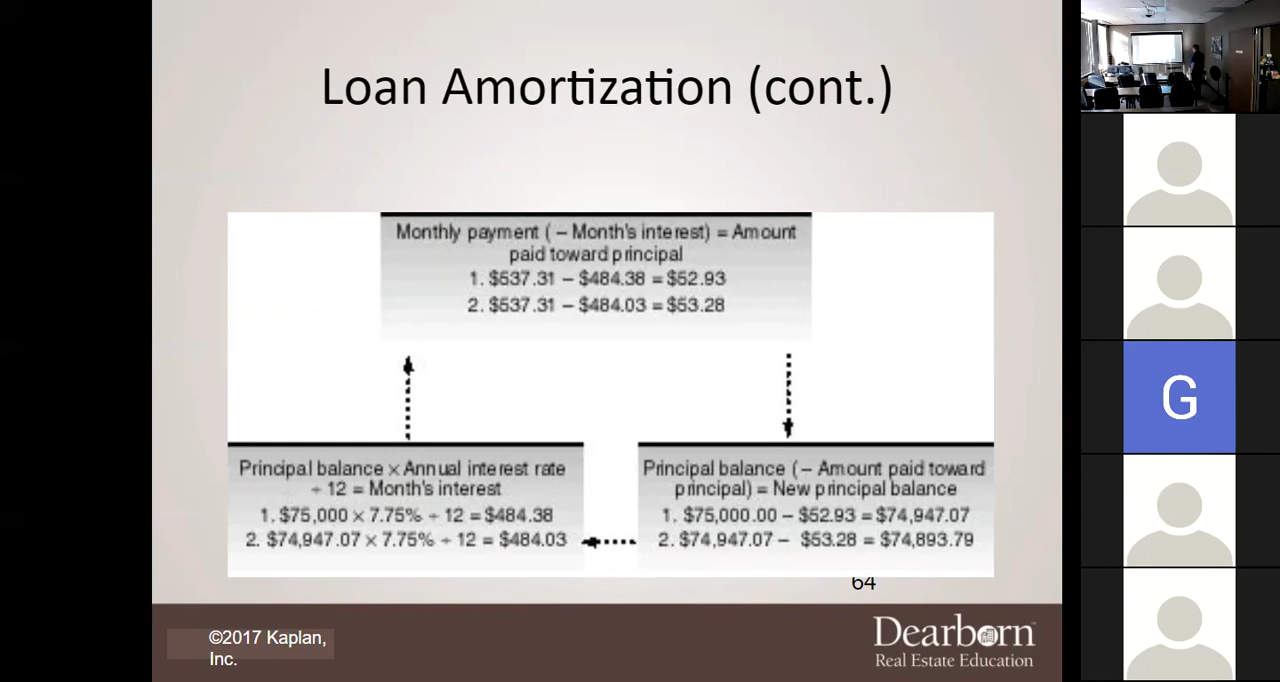 Loan Amortization (cont.)
Monthly payment ( – Month's interest) = Amount
paid toward principal
1. $537.31 – $484.38 = $52.93
2. $537.31 – $484.03 = $53.28
Principal balance × Annual interest rate
÷ 12 = Month's interest
1. $75,000 × 7.75% ÷ 12 = $484.38
2. $74,947.07 × 7.75% ÷ 12 = $484.03
Principal balance ( – Amount paid toward
principal) = New principal balance
1. $75,000.00 – $52.93 = $74,947.07
2. $74,947.07 – $53.28 = $74,893.79
64
©2017 Kaplan,
Inc.
Dearborn
Real Estate Education
G